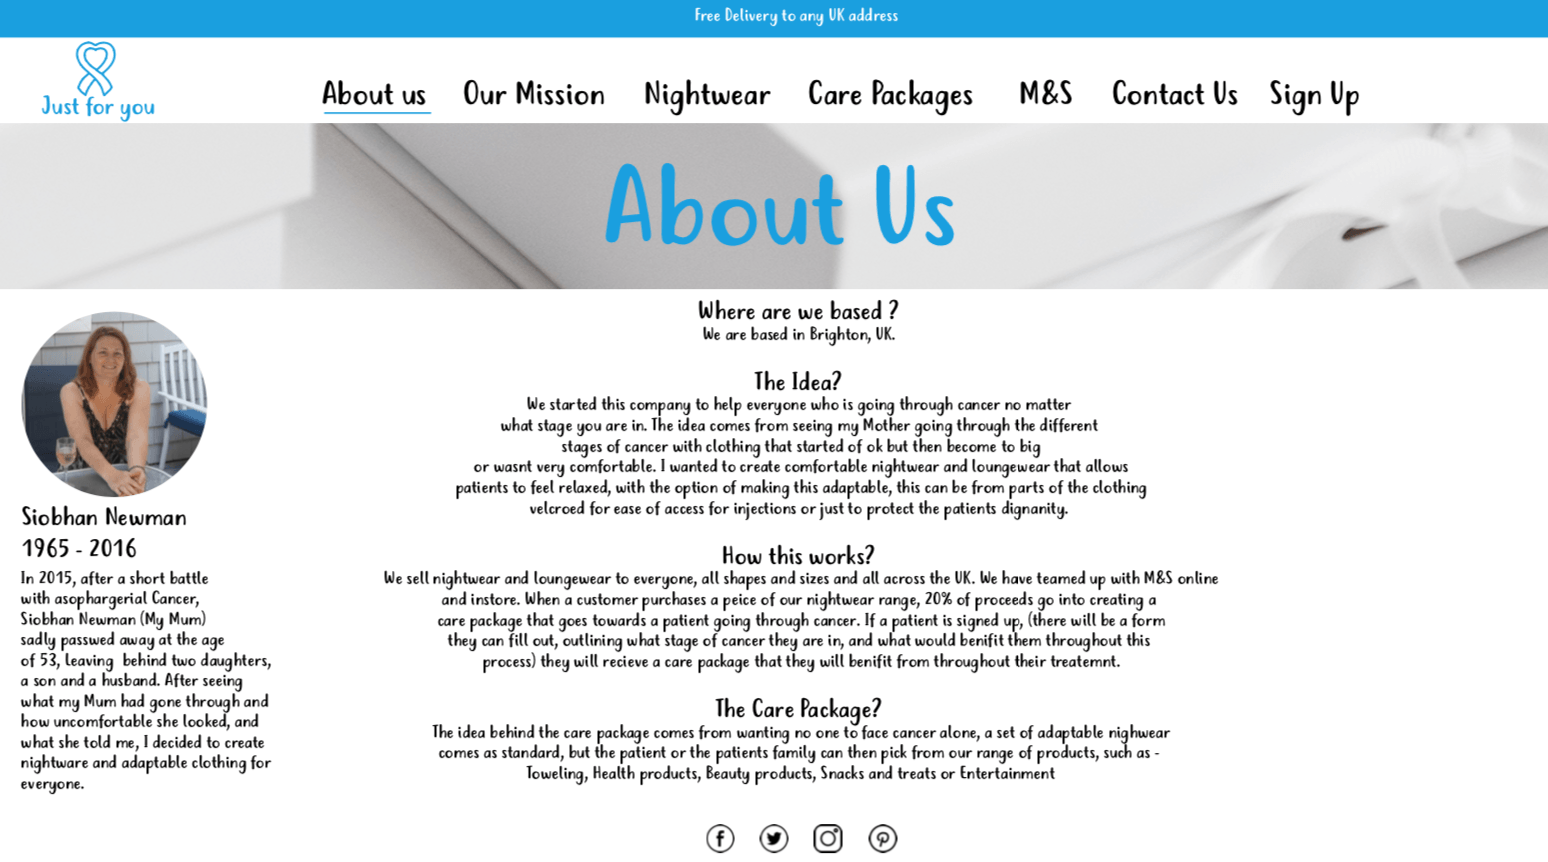 Free Delivery to any UK address
Just for you
About us Our Mission Nightwear Care Packages M&S Contact Us Sign Up
About Us
Where are we based ?
We are based in Brighton, UK.
The Idea?
We started this company to help everyone who is going through cancer no matter
what stage you are in. The idea comes from seeing my Mother going through the different
stages of cancer with clothing that started of ok but then become to big
or wasnt very comfortable. I wanted to create comfortable nightwear and loungewear that allows
patients to feel relaxed, with the option of making this adaptable, this can be from parts of the clothing
velcroed for ease of access for injections or just to protect the patients dignanity.
How this works?
We sell nightwear and loungewear to everyone, all shapes and sizes and all across the UK. We have teamed up with M&S online
and instore. When a customer purchases a peice of our nightwear range, 20% of proceeds go into creating a
care package that goes towards a patient going through cancer. If a patient is signed up, (there will be a form
they can fill out, outlining what stage of cancer they are in, and what would benifit them throughout this
process) they will recieve a care package that they will benifit from throughout their treatemnt.
The Care Package?
The idea behind the care package comes from wanting no one to face cancer alone, a set of adaptable nighwear
comes as standard, but the patient or the patients family can then pick from our range of products, such as -
Toweling, Health products, Beauty products, Snacks and treats or Entertainment
Siobhan Newman
1965 - 2016
In 2015, after a short battle
with asophargerial Cancer,
Siobhan Newman (My Mum)
sadly passwed away at the age
of 53, leaving behind two daughters,
a son and a husband. After seeing
what my Mum had gone through and
how uncomfortable she looked, and
what she told me, I decided to create
nightware and adaptable clothing for
everyone.